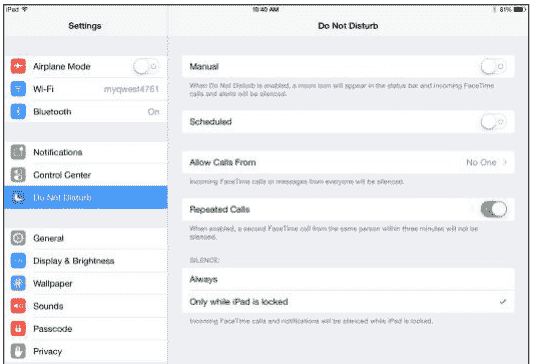 iPad 10:40 AM 81%
Settings
Do Not Disturb
Airplane Mode
Wi-Fi myqwest4761
Bluetooth On
Notifications
Control Center
Do Not Disturb
General
Display & Brightness
Wallpaper
Sounds
Passcode
Privacy
Manual
When Do Not Disturb is enabled, a moon icon will appear in the status bar and incoming FaceTime
calls and alerts will be silenced.
Scheduled
Allow Calls From No One
Incoming FaceTime calls or messages from everyone will be silenced.
Repeated Calls
When enabled, a second FaceTime call from the same person within three minutes will not be
silenced.
SILENCE:
Always
Only while iPad is locked
Incoming FaceTime calls and notifications will be silenced while iPad is locked.